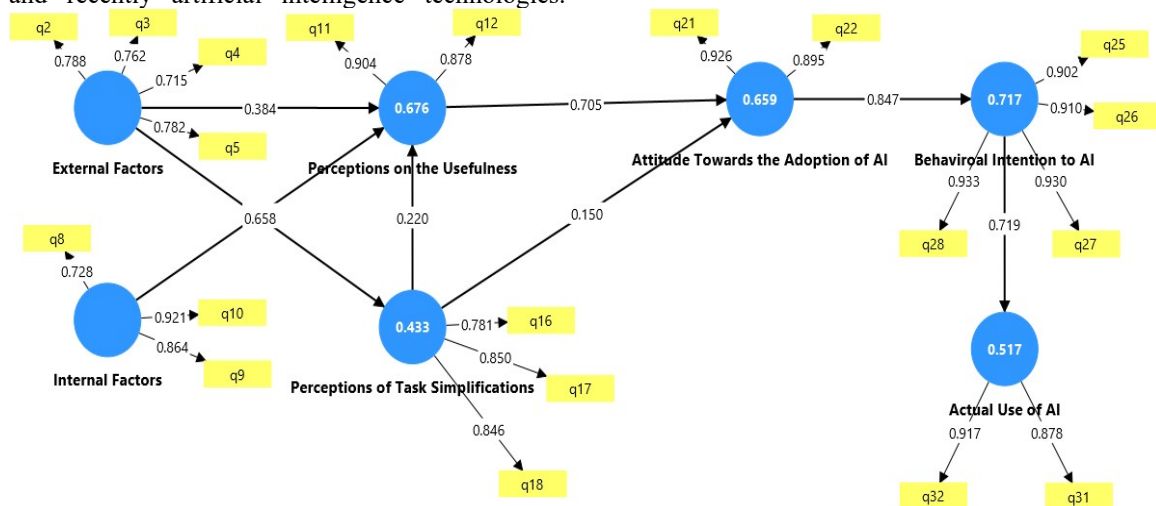 and recently artificial intelligence technologies.
q2
q3
q4
q5
0.788
0.762
0.715
0.782
External Factors
0.384
q11
q12
0.904
0.878
0.676
Perceptions on the Usefulness
0.705
q21
q22
0.926
0.895
0.659
Attitude Towards the Adoption of AI
0.847
q25
q26
0.902
0.910
0.717
Behaviroal Intention to AI
0.933
0.930
q28
q27
0.719
q8
0.728
0.921
q10
0.864
q9
Internal Factors
0.658
0.220
0.150
0.433
Perceptions of Task Simplifications
0.781
q16
0.850
q17
0.846
q18
0.517
Actual Use of AI
0.917
0.878
q32
q31